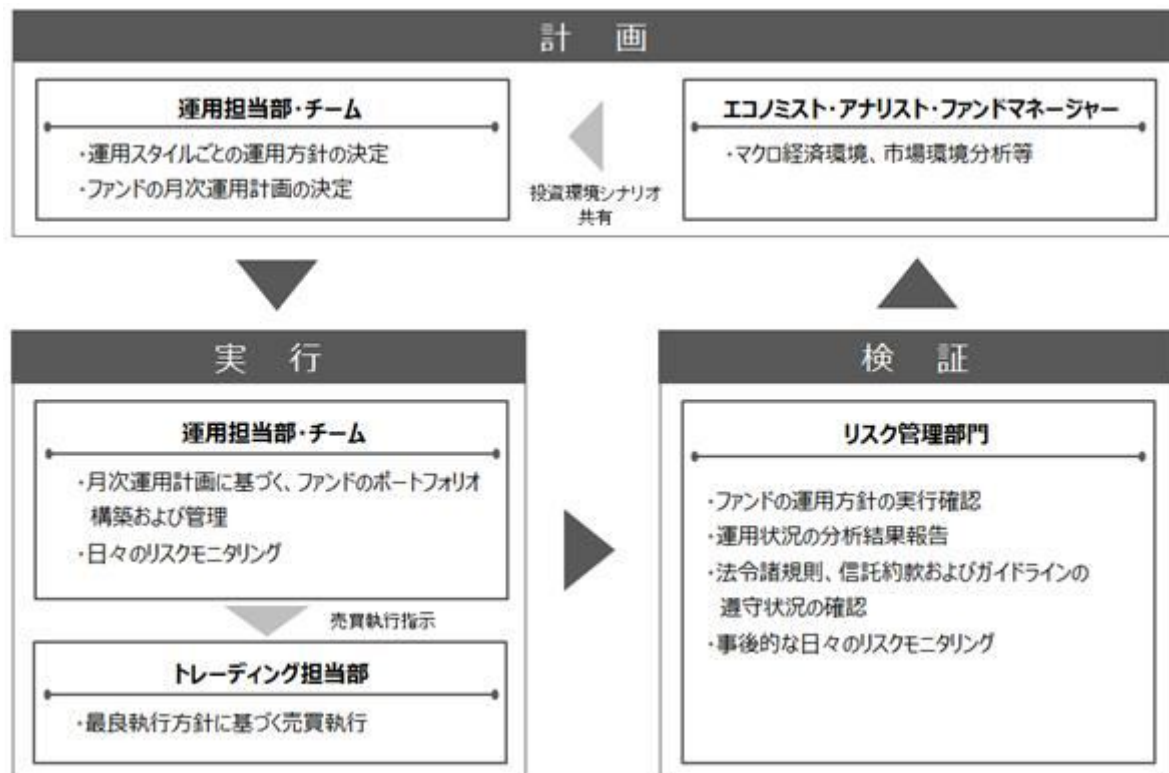 計 画
運用担当部・チーム
・運用スタイルごとの運用方針の決定
・ファンドの月次運用計画の決定
投資環境シナリオ
共有
エコノミスト・アナリスト・ファンドマネージャー
・マクロ経済環境、市場環境分析等
実 行
運用担当部・チーム
・月次運用計画に基づく、ファンドのポートフォリオ
構築および管理
・日々のリスクモニタリング
売買執行指示
トレーディング担当部
・最良執行方針に基づく売買執行
検 証
リスク管理部門
・ファンドの運用方針の実行確認
・運用状況の分析結果報告
・法令諸規則、信託約款およびガイドラインの
遵守状況の確認
・事後的な日々のリスクモニタリング